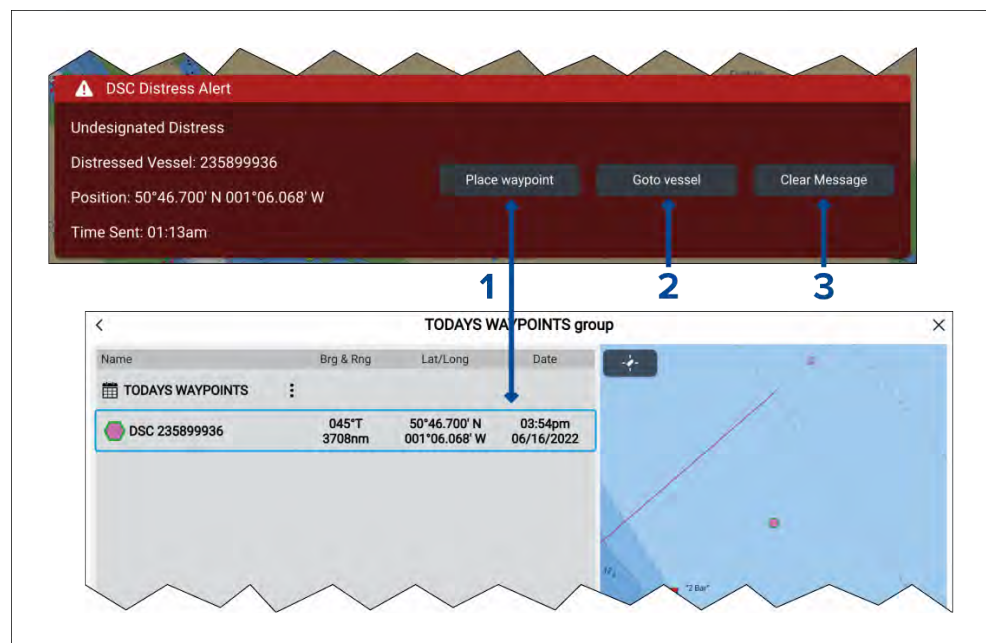 DSC Distress Alert
Undesignated Distress
Distressed Vessel: 235899936
Position: 50°46.700' N 001°06.068' W
Time Sent: 01:13am
Place waypoint Goto vessel Clear Message
1 2 3
TODAYS WAYPOINTS group
Name Brg & Rng Lat/Long Date
TODAYS WAYPOINTS
DSC 235899936 045°T 50°46.700' N 03:54pm
3708nm 001°06.068' W 06/16/2022
"2 Bar"